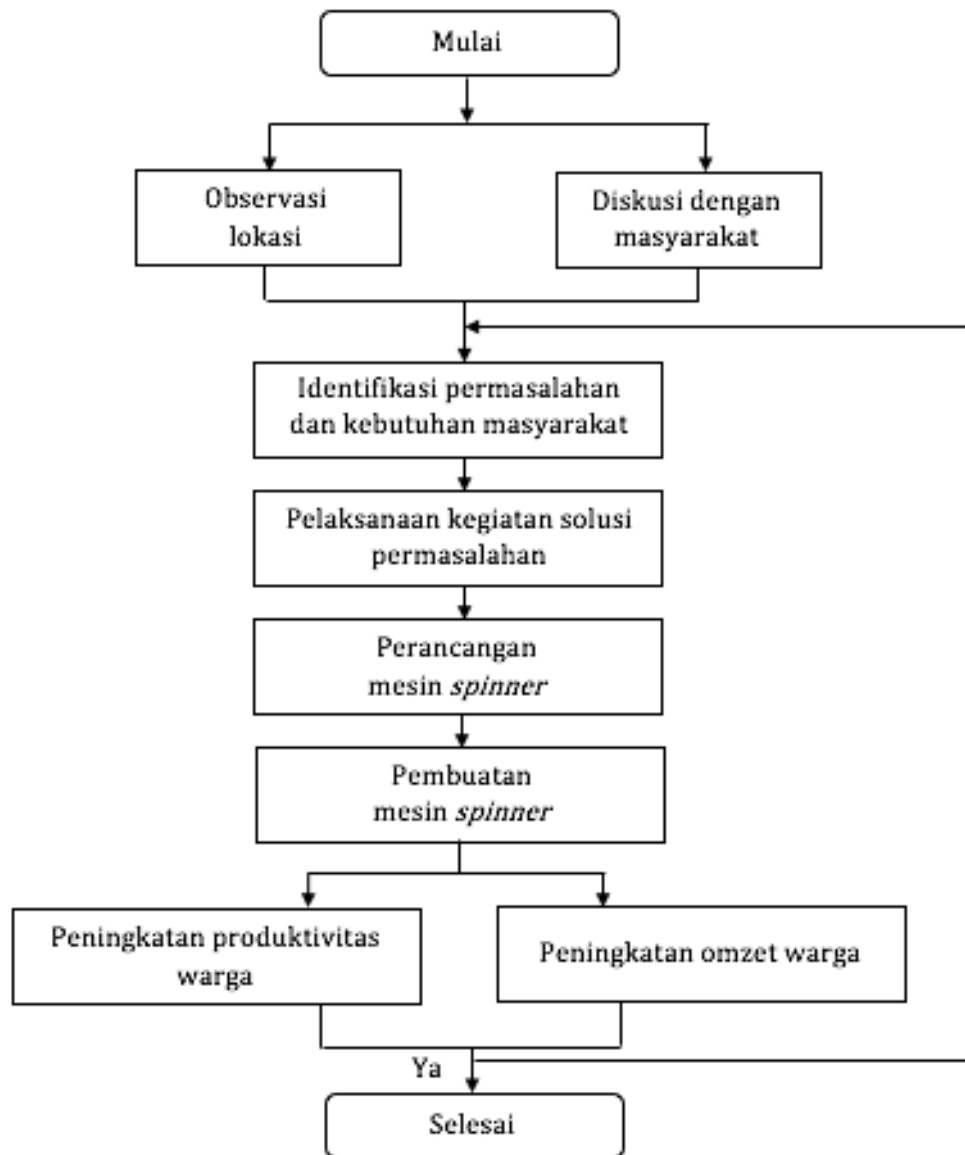 Mulai
Observasi
lokasi
Diskusi dengan
masyarakat
Identifikasi permasalahan
dan kebutuhan masyarakat
Pelaksanaan kegiatan solusi
permasalahan
Perancangan
mesin spinner
Pembuatan
mesin spinner
Peningkatan produktivitas
warga
Peningkatan omzet warga
Ya
Selesai